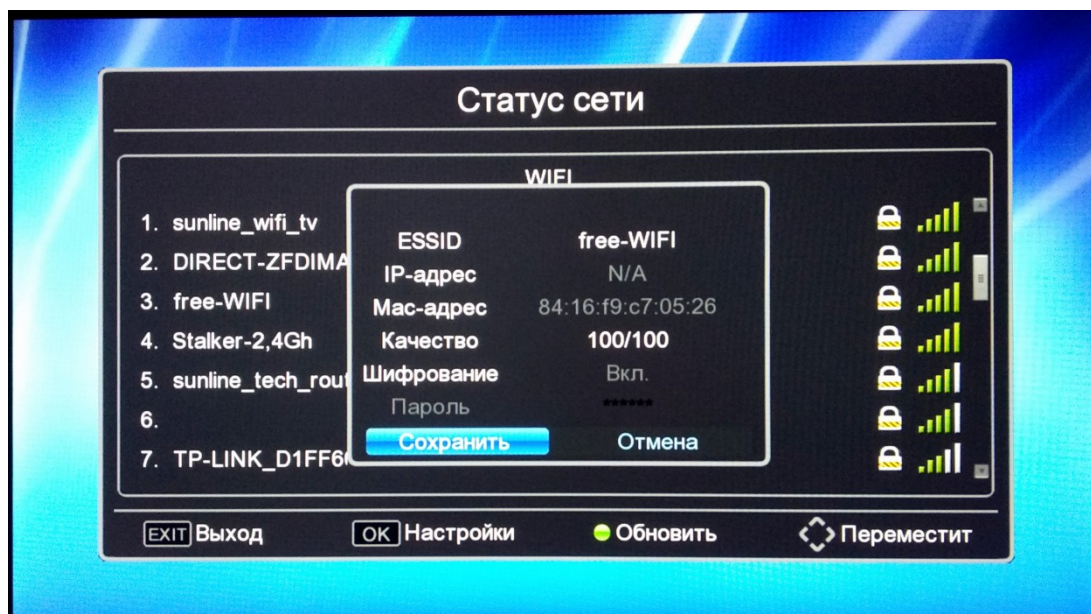 Статус сети
WIFI
1. sunline_wifi_tv
2. DIRECT-ZFDIMA
3. free-WIFI
4. Stalker-2,4Gh
5. sunline_tech_rout
6.
7. TP-LINK_D1FF6
ESSID free-WIFI
IP-адрес N/A
Мас-адрес 84:16:f9:c7:05:26
Качество 100/100
Шифрование Вкл.
Пароль ******
Сохранить Отмена
EXIT Выход OK Настройки Обновить Переместит